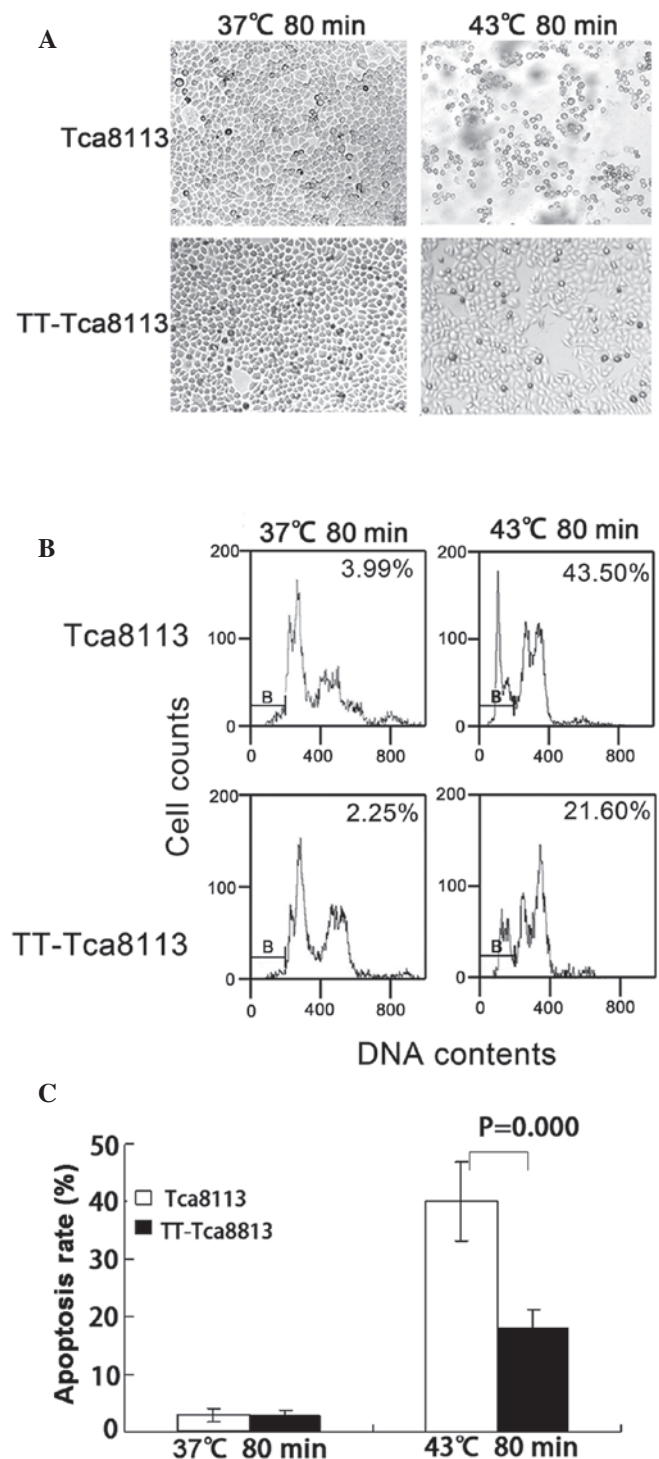 A
37℃ 80 min 43℃ 80 min
Tca8113
TT-Tca8113
B
37℃ 80 min 43℃ 80 min
Tca8113
TT-Tca8113
Cell counts
200
100
0
3.99%
B
0 400 800
200
100
0
43.50%
B
0 400 800
200
100
0
2.25%
B
0 400 800
200
100
0
21.60%
B
0 400 800
DNA contents
C
Apoptosis rate (%)
50
40
30
20
10
0
Tca8113
TT-Tca8813
P=0.000
37℃ 80 min 43℃ 80 min